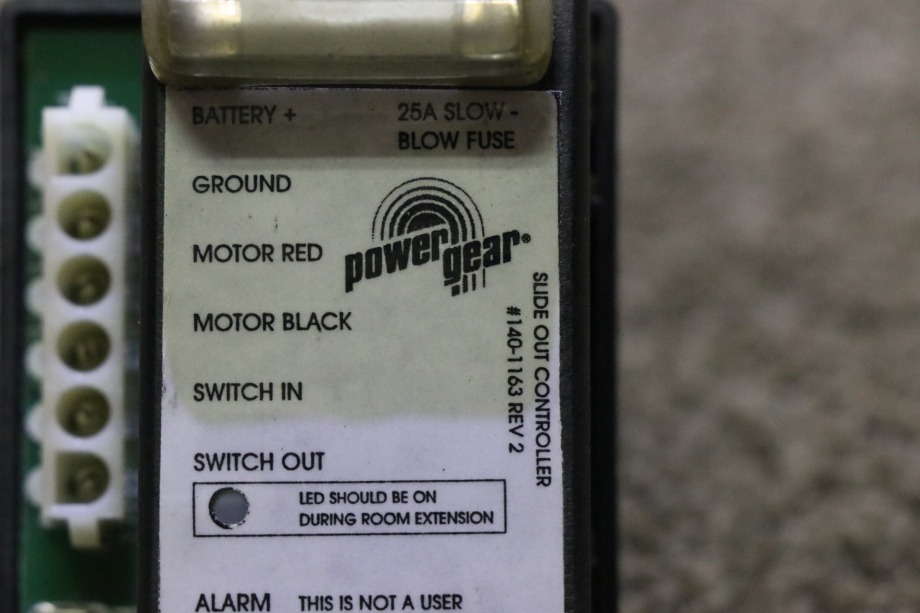 BATTERY +
25A SLOW -
BLOW FUSE
GROUND
MOTOR RED
power gear®
MOTOR BLACK
SLIDE OUT CONTROLLER
#140-1163 REV 2
SWITCH IN
SWITCH OUT
LED SHOULD BE ON
DURING ROOM EXTENSION
ALARM
THIS IS NOT A USER